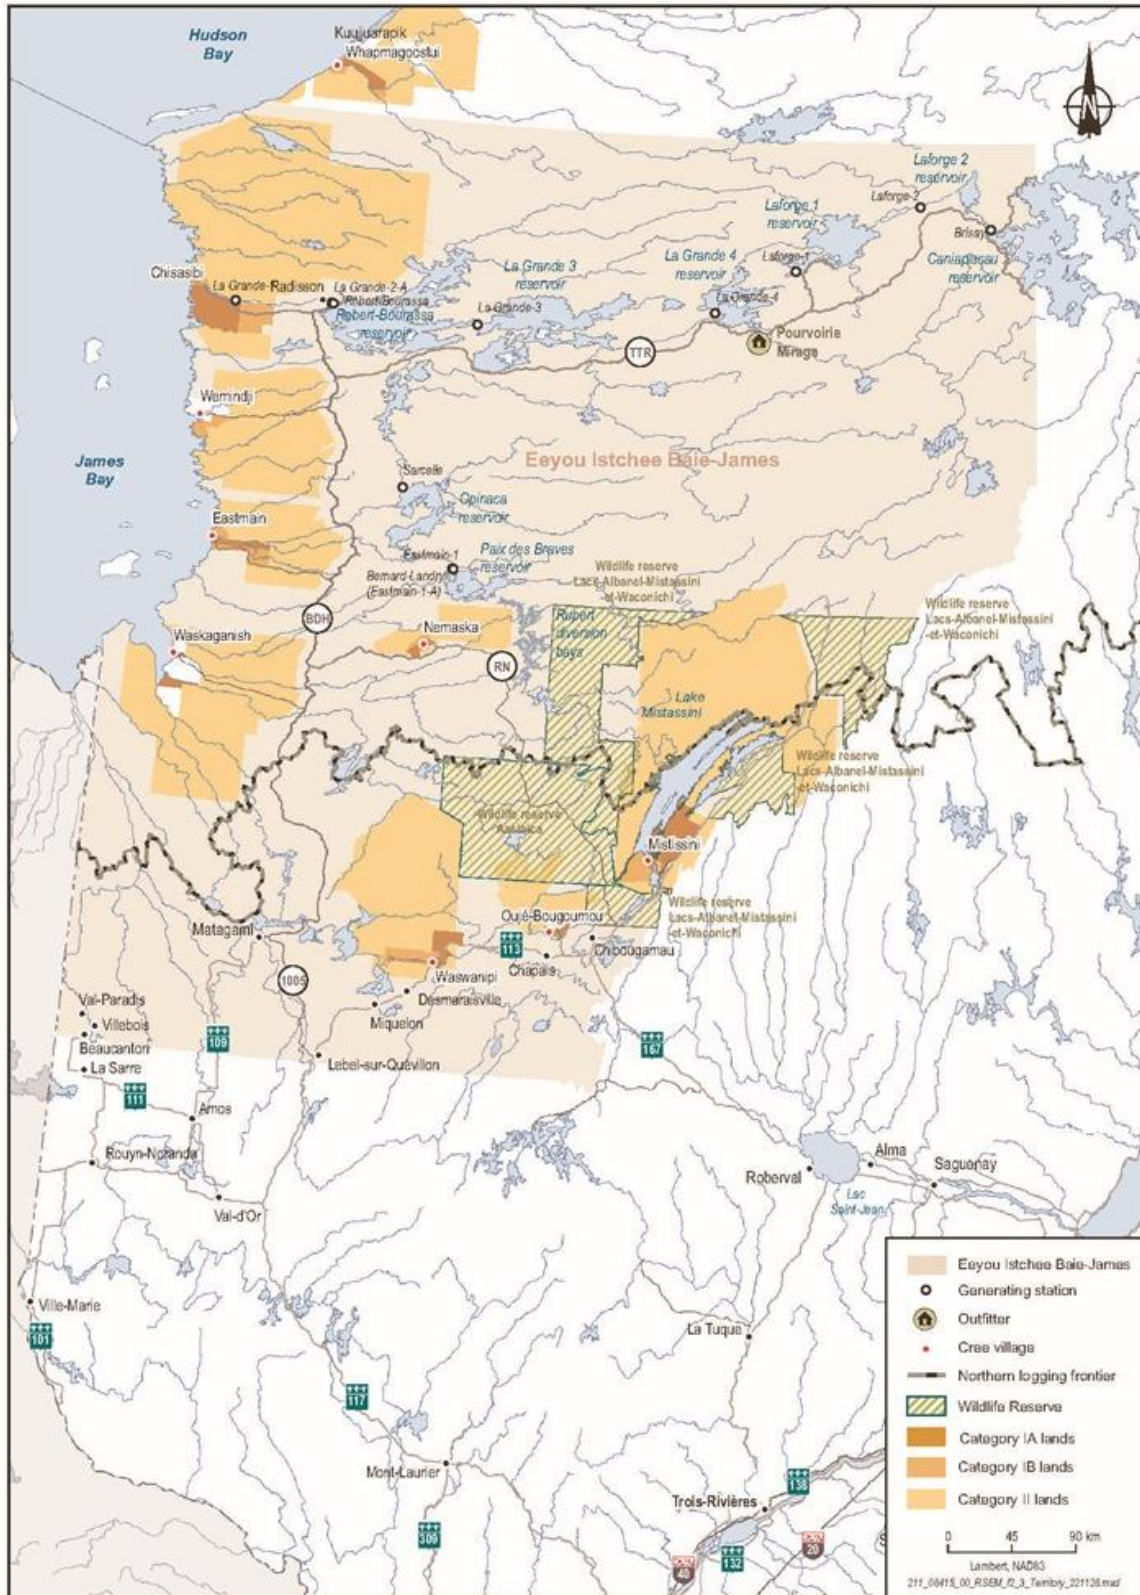 Hudson
Bay
Kuujjuarapik
Whapmagoostui
N
Laforge 2
reservoir
Laforge-2
Laforge 1
reservoir
Brisay
La Grande 4
reservoir
Laforge-1
Caniapiscau
reservoir
La Grande 3
reservoir
Chisasibi
La Grande-
Radisson
La Grande-2-A
Robert-Bourassa
Robert-Bourassa
reservoir
La Grande-3
La Grande-4
Pourvoirie
Mirage
TTR
Wemindji
James
Bay
Eeyou Istchee Baie-James
Sarcelle
Opinaca
reservoir
Eastmain
Eastmain-1
Paix des Braves
reservoir
Bernard-Landry
(Eastmain-1-A)
Wildlife reserve
Lacs-Albanel-Mistassini
-et-Waconichi
Wildlife reserve
Lacs-Albanel-Mistassini
-et-Waconichi
BDH
Rupert
diversion
bays
Waskaganish
Nemaska
RN
Lake
Mistassini
Wildlife reserve
Lacs-Albanel-Mistassini
-et-Waconichi
Wildlife reserve
Assinica
Mistissini
Wildlife reserve
Lacs-Albanel-Mistassini
-et-Waconichi
Oujé-Bougoumou
Matagami
113
Chibougamau
Chapais
Waswanipi
1005
Desmaraisville
Miquelon
Val-Paradis
Villebois
Beaucanton
109
167
La Sarre
Lebel-sur-Quévillon
111
Amos
Rouyn-Noranda
Alma
Roberval
Saguenay
Val-d'Or
Lac
Saint-Jean
Ville-Marie
101
La Tuque
117
Mont-Laurier
138
Trois-Rivières
309
132
20
40
Eeyou Istchee Baie-James
Generating station
Outfitter
Cree village
Northern logging frontier
Wildlife Reserve
Category IA lands
Category IB lands
Category II lands
0 45 90 km
Lambert, NAD83
211_06415_00_RSEM_f2_3_Territory_221128.mxd